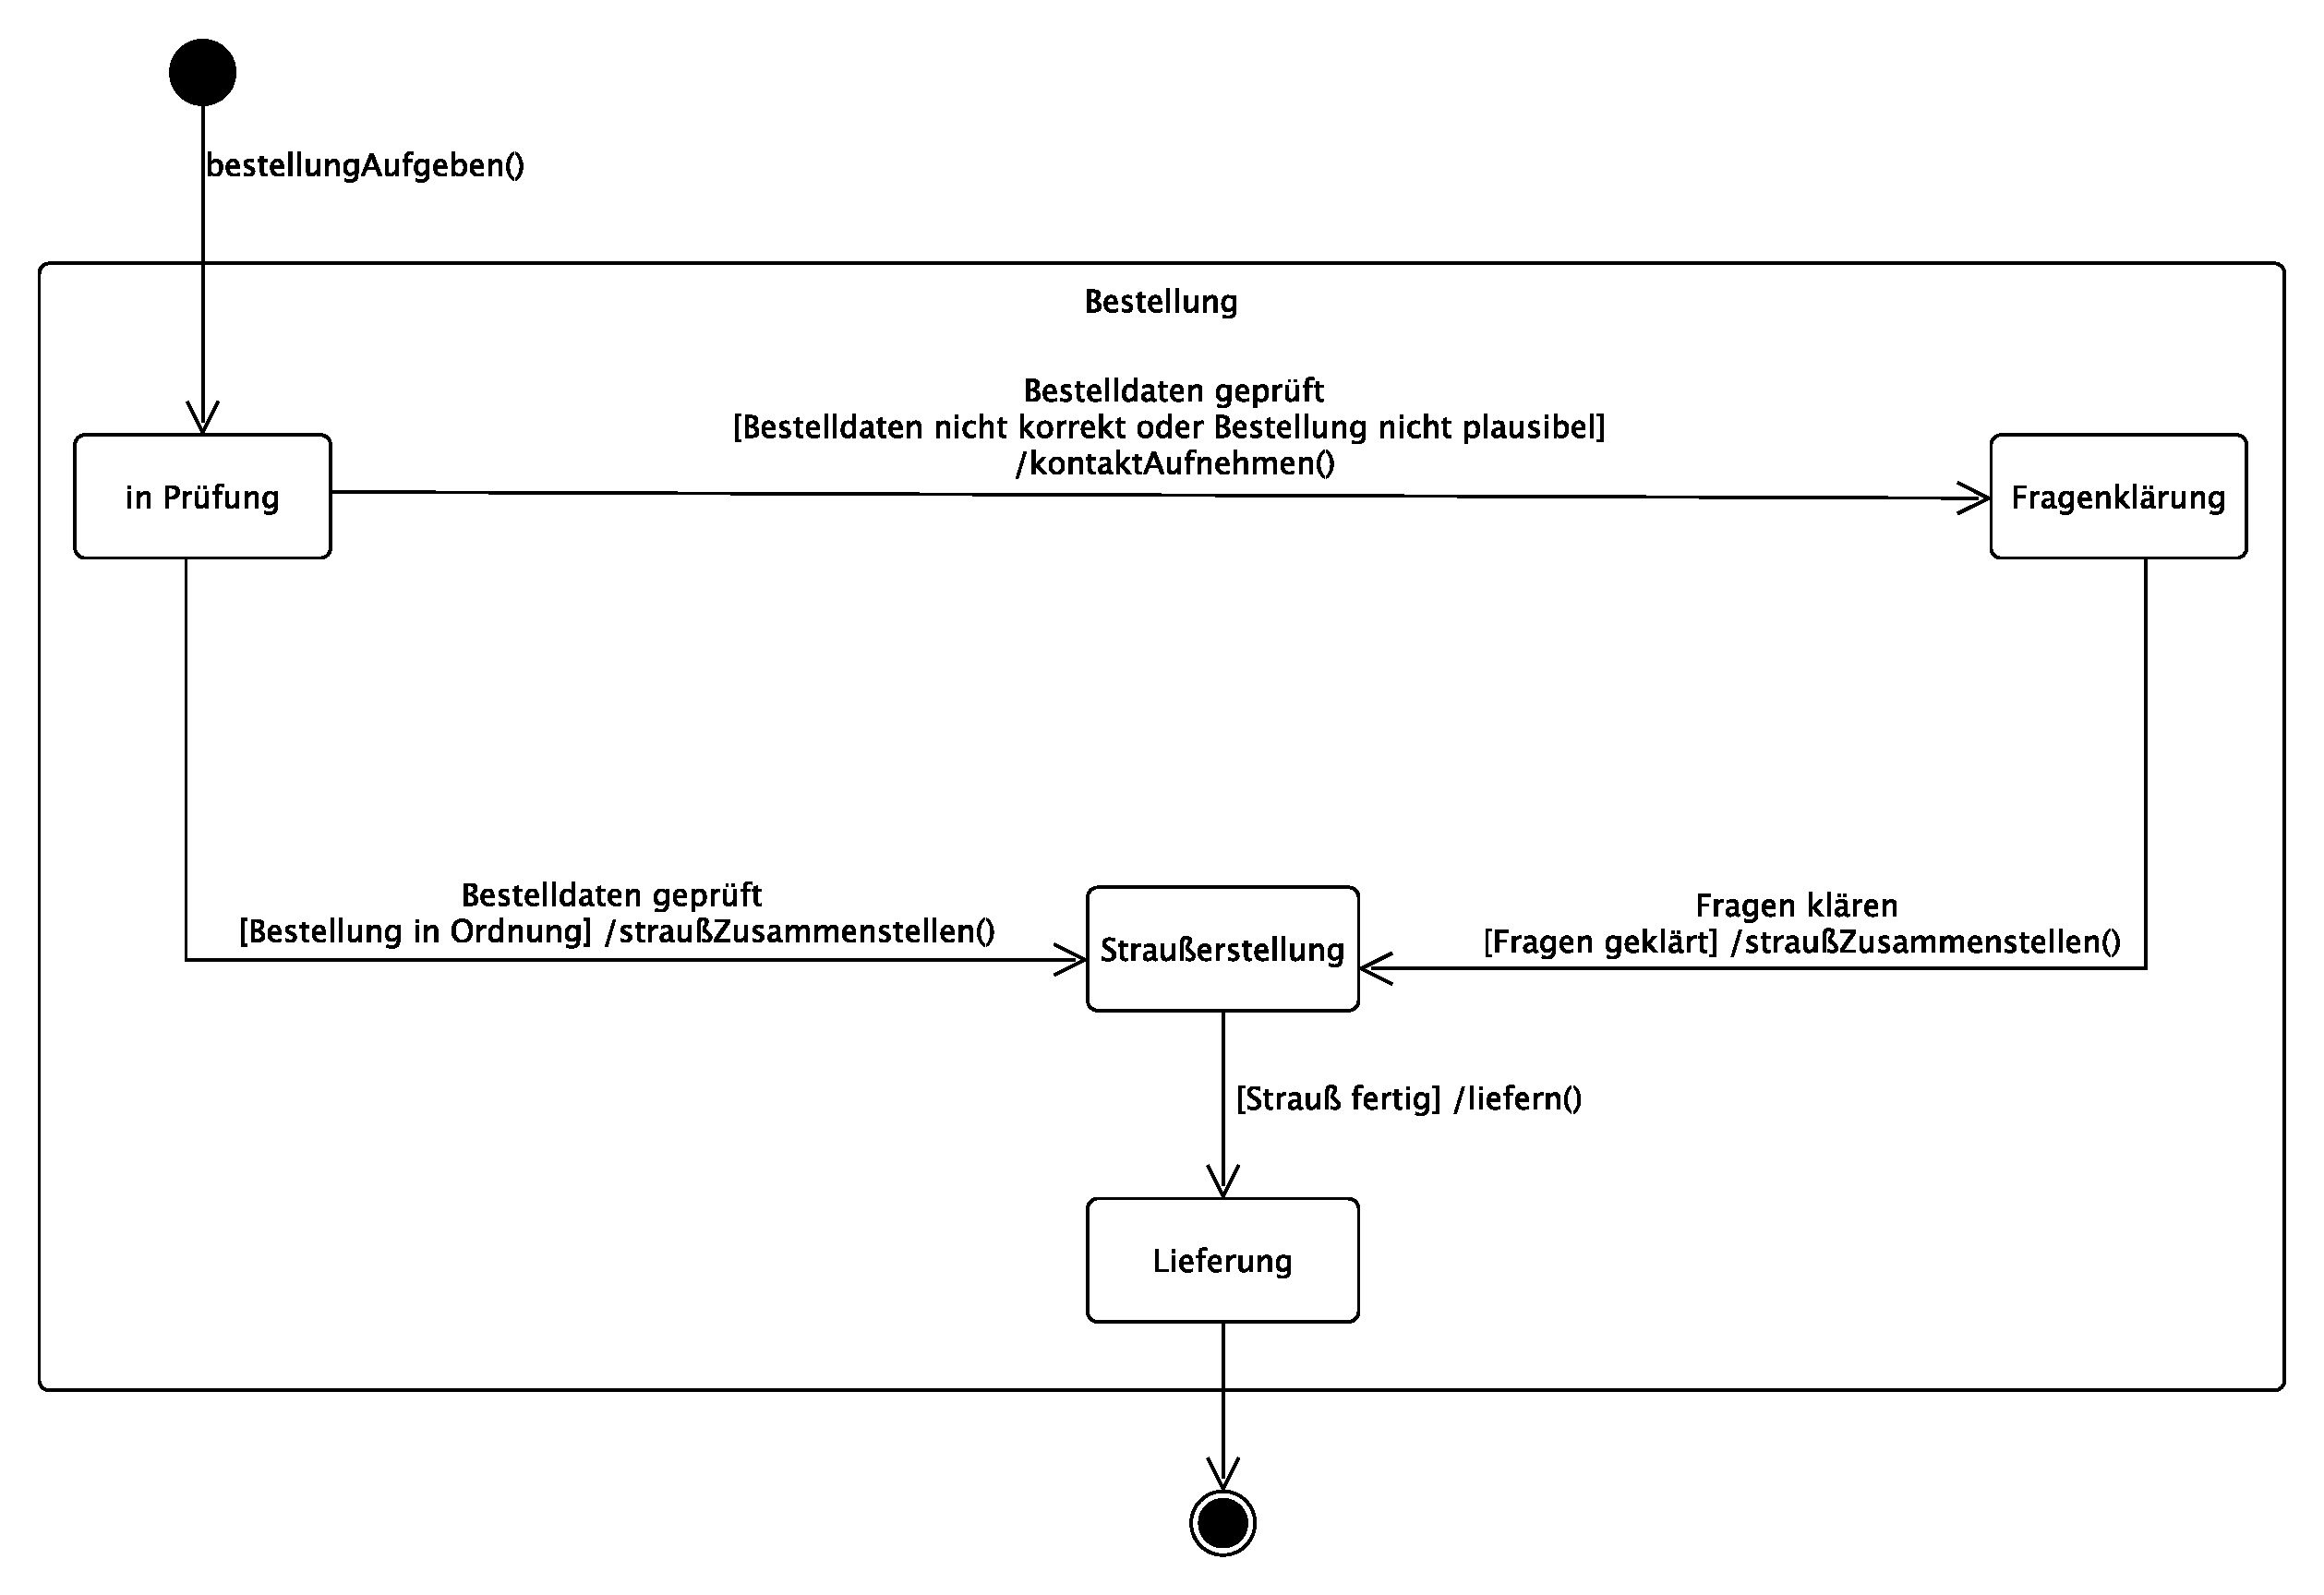 bestellungAufgeben()
Bestellung
Bestelldaten geprüft
[Bestelldaten nicht korrekt oder Bestellung nicht plausibel]
/kontaktAufnehmen()
in Prüfung
Fragenklärung
Bestelldaten geprüft
[Bestellung in Ordnung] /straußZusammenstellen()
Straußerstellung
Fragen klären
[Fragen geklärt] /straußZusammenstellen()
[Strauß fertig] /liefern()
Lieferung